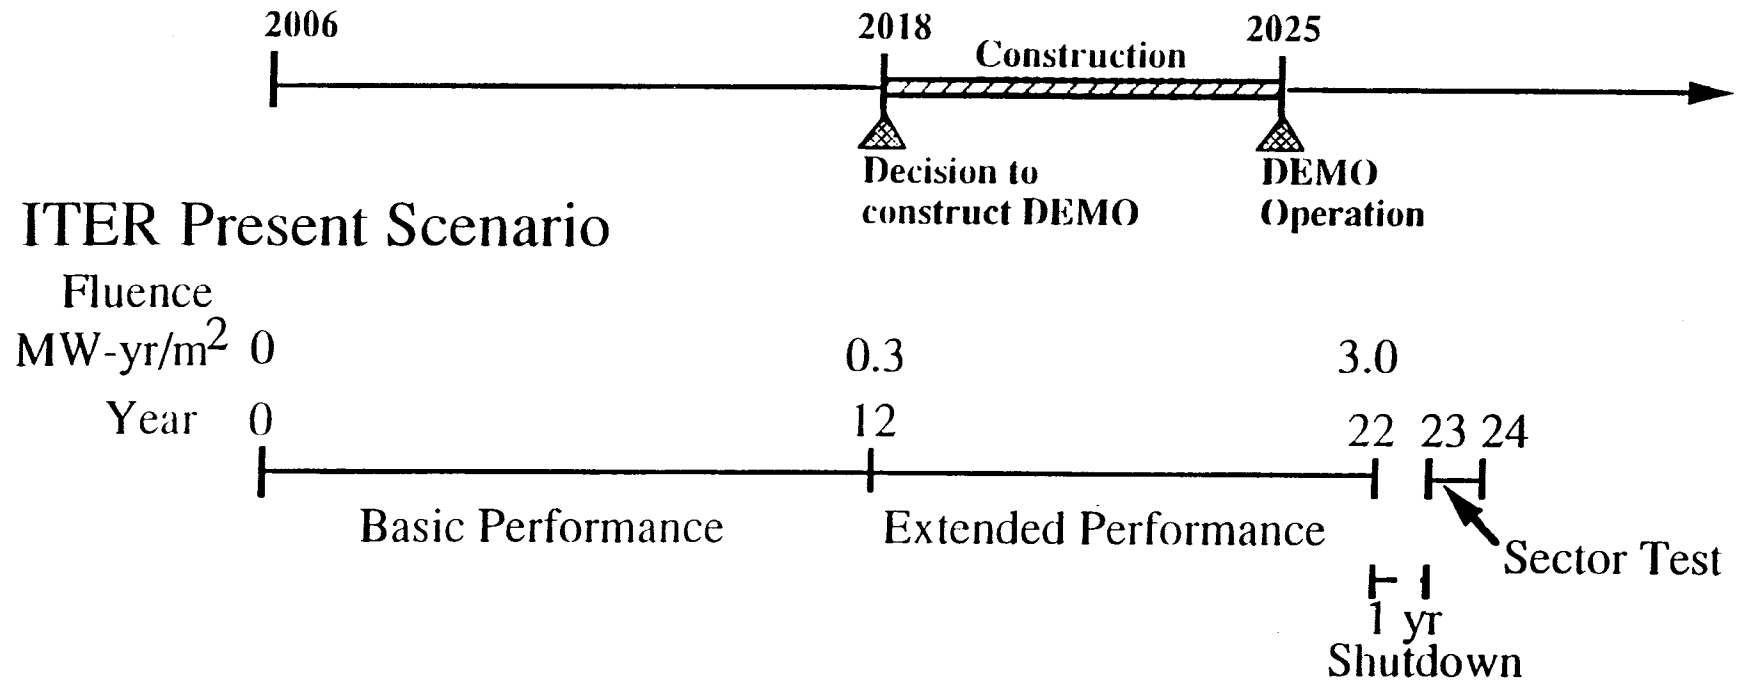 2006 2018 2025
Construction
Decision to
construct DEMO
DEMO
Operation
ITER Present Scenario
Fluence
MW-yr/m² 0 0.3 3.0
Year 0 12 22 23 24
Basic Performance Extended Performance
Sector Test
1 yr
Shutdown